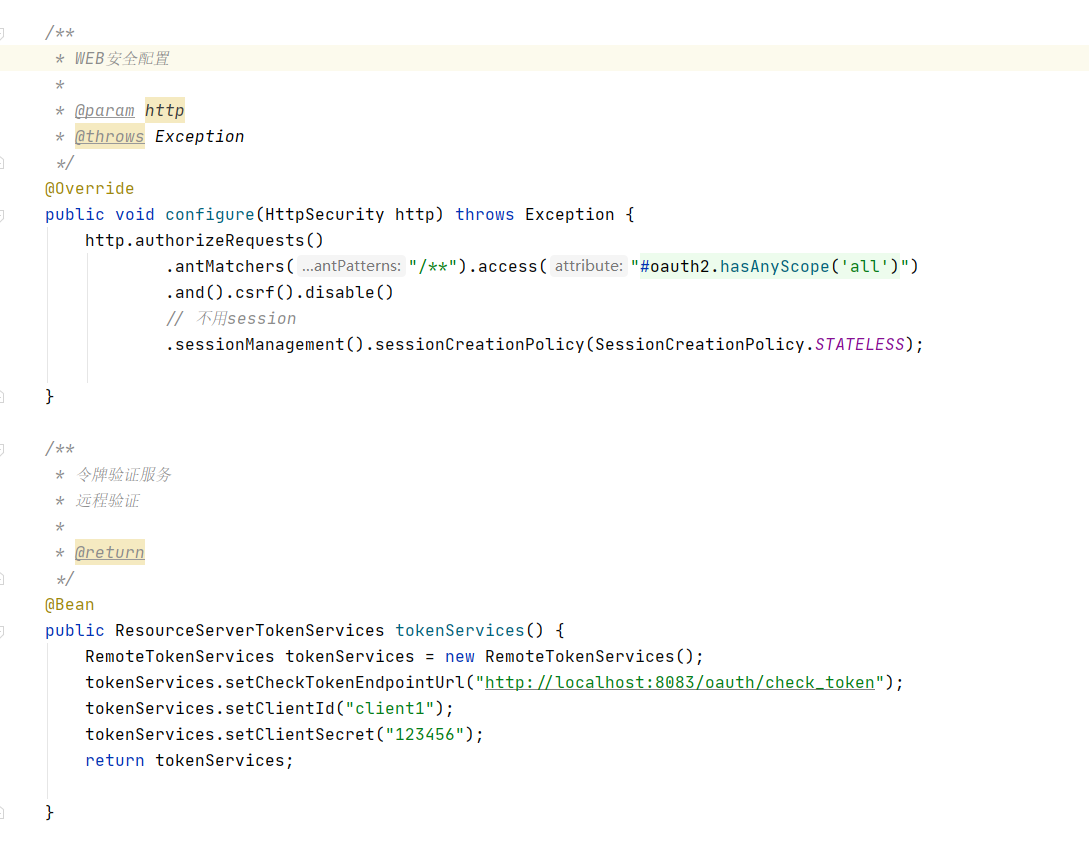 /**
 * WEB安全配置
 *
 * @param http
 * @throws Exception
 */
@Override
public void configure(HttpSecurity http) throws Exception {
    http.authorizeRequests()
            .antMatchers( ...antPatterns: "/**").access( attribute: "#oauth2.hasAnyScope('all')")
            .and().csrf().disable()
            // 不用session
            .sessionManagement().sessionCreationPolicy(SessionCreationPolicy.STATELESS);
}
/**
 * 令牌验证服务
 * 远程验证
 *
 * @return
 */
@Bean
public ResourceServerTokenServices tokenServices() {
    RemoteTokenServices tokenServices = new RemoteTokenServices();
    tokenServices.setCheckTokenEndpointUrl("http://localhost:8083/oauth/check_token");
    tokenServices.setClientId("client1");
    tokenServices.setClientSecret("123456");
    return tokenServices;
}